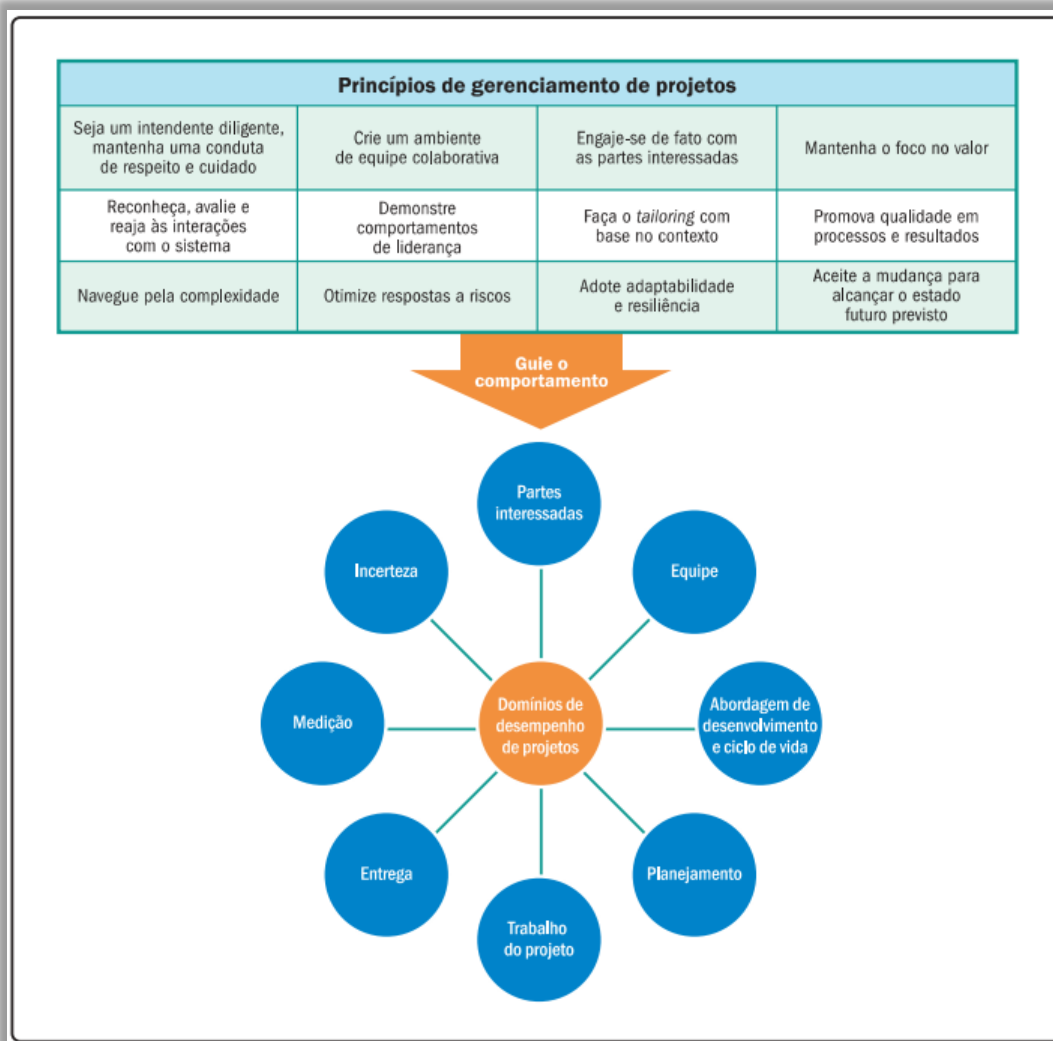 Princípios de gerenciamento de projetos
Seja um intendente diligente,
mantenha uma conduta
de respeito e cuidado
Crie um ambiente
de equipe colaborativa
Engaje-se de fato com
as partes interessadas
Mantenha o foco no valor
Reconheça, avalie e
reaja às interações
com o sistema
Demonstre
comportamentos
de liderança
Faça o tailoring com
base no contexto
Promova qualidade em
processos e resultados
Navegue pela complexidade
Otimize respostas a riscos
Adote adaptabilidade
e resiliência
Aceite a mudança para
alcançar o estado
futuro previsto
Guie o
comportamento
Partes
interessadas
Incerteza
Equipe
Medição
Domínios de
desempenho
de projetos
Abordagem de
desenvolvimento
e ciclo de vida
Entrega
Planejamento
Trabalho
do projeto